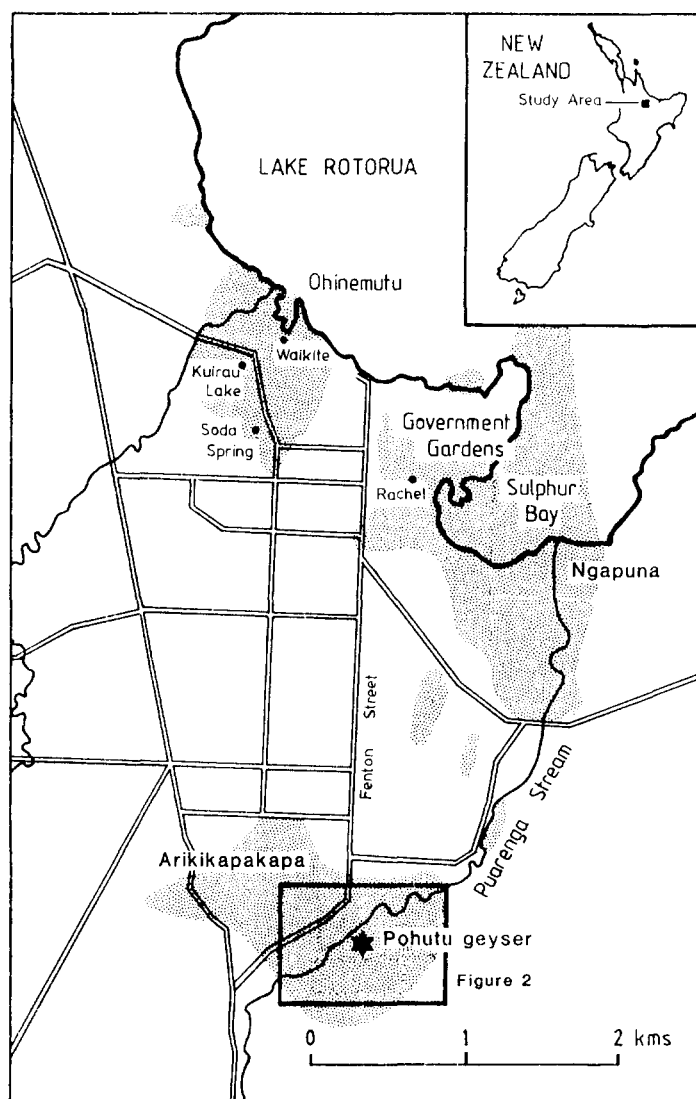 NEW
ZEALAND
Study Area
LAKE ROTORUA
Ohinemutu
Waikite
Kuirau
Lake
Government
Gardens
Soda
Spring
Rachel
Sulphur
Bay
Ngapuna
Fenton Street
Puarenga Stream
Arikikapakapa
Pohutu geyser
Figure 2
0 1 2 kms